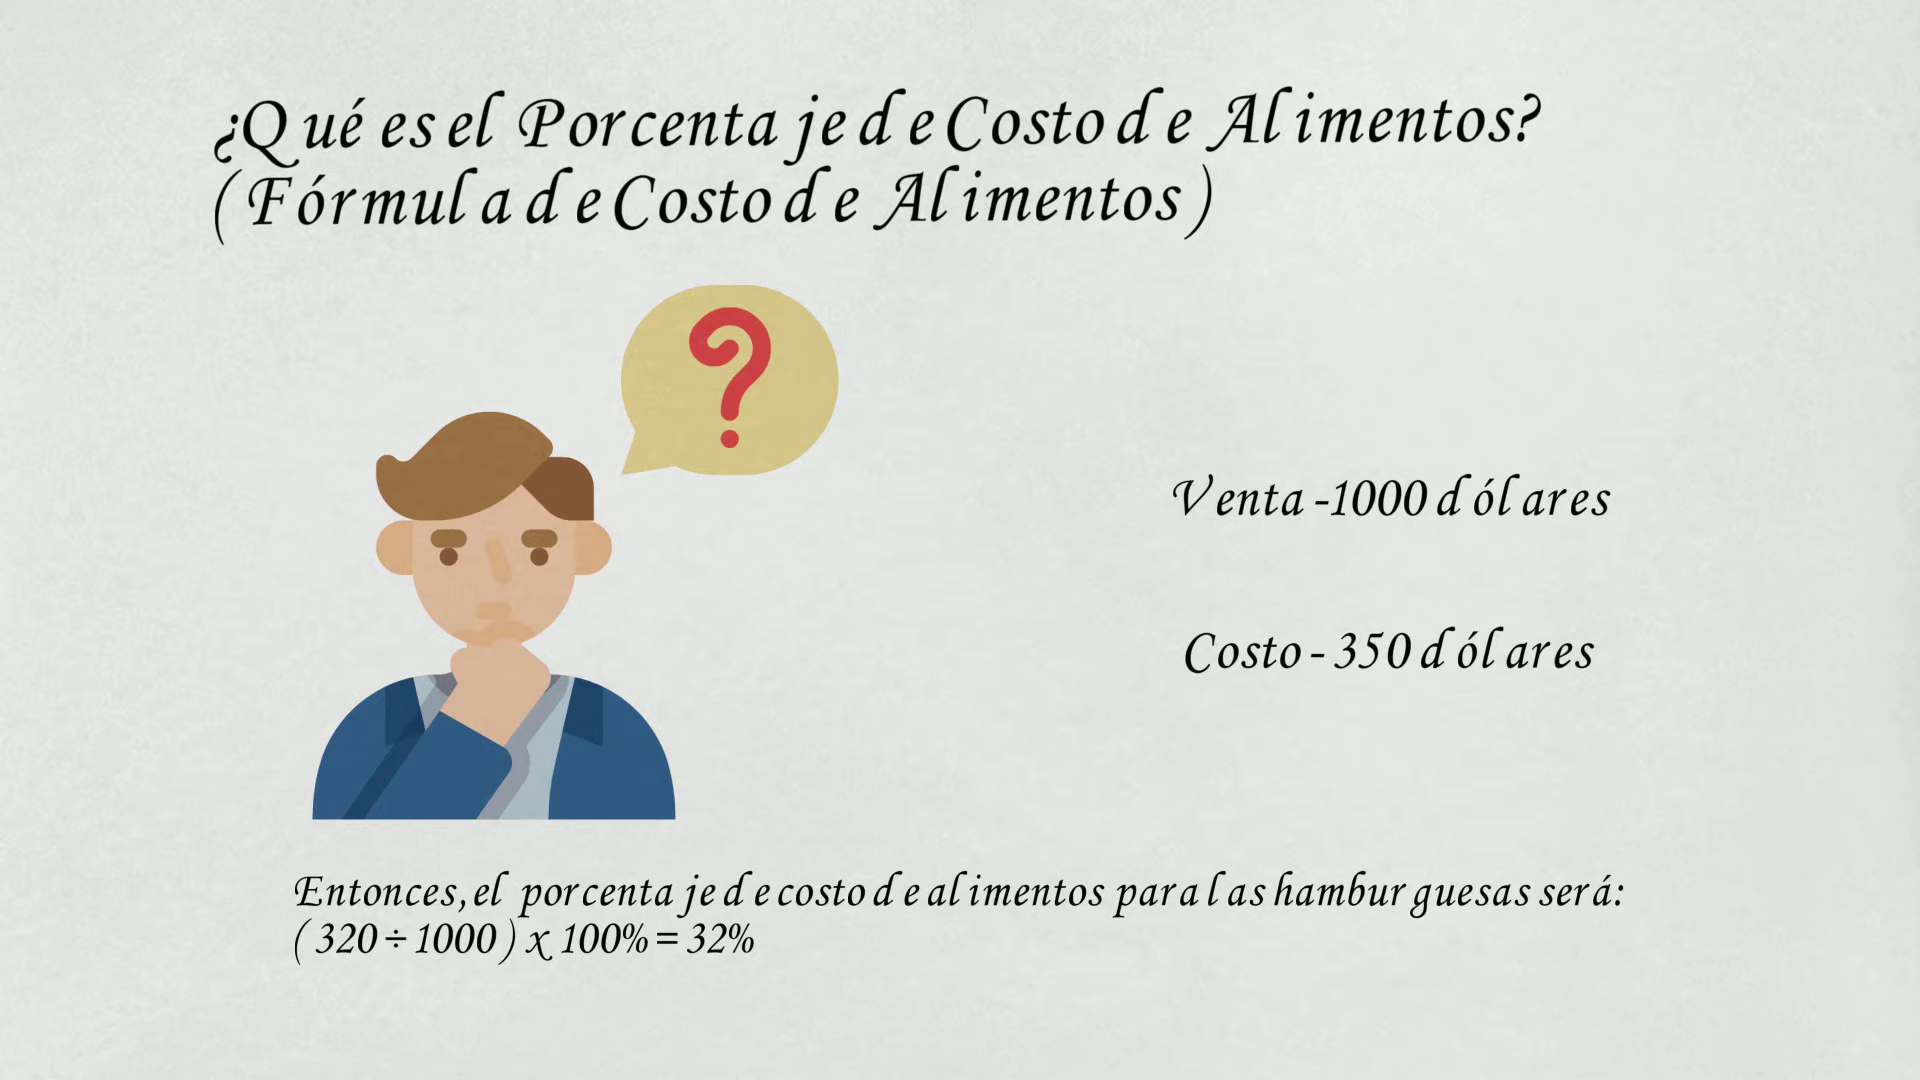 ¿Qué es el Porcentaje de Costo de Alimentos?
(Fórmula de Costo de Alimentos)
Venta -1000 dólares
Costo - 350 dólares
Entonces, el porcentaje de costo de alimentos para las hamburguesas será:
(320 ÷ 1000) x 100% = 32%